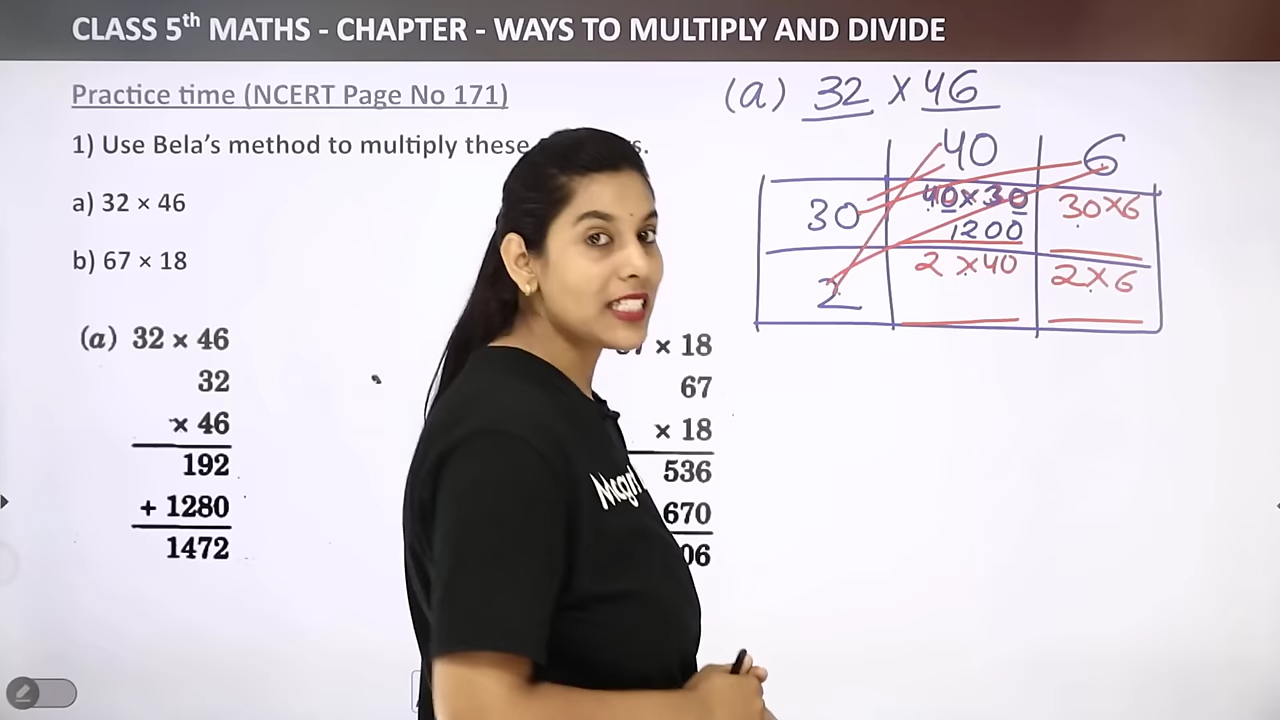 CLASS 5th MATHS - CHAPTER - WAYS TO MULTIPLY AND DIVIDE
Practice time (NCERT Page No 171)
1) Use Bela's method to multiply these
a) 32 × 46
b) 67 × 18
(a) 32 × 46
32
× 46
192
+ 1280
1472
× 18
67
× 18
536
670
06
(a) 32 × 46
40 6
30 40×30 30×6
1200
2 2 ×40 2×6